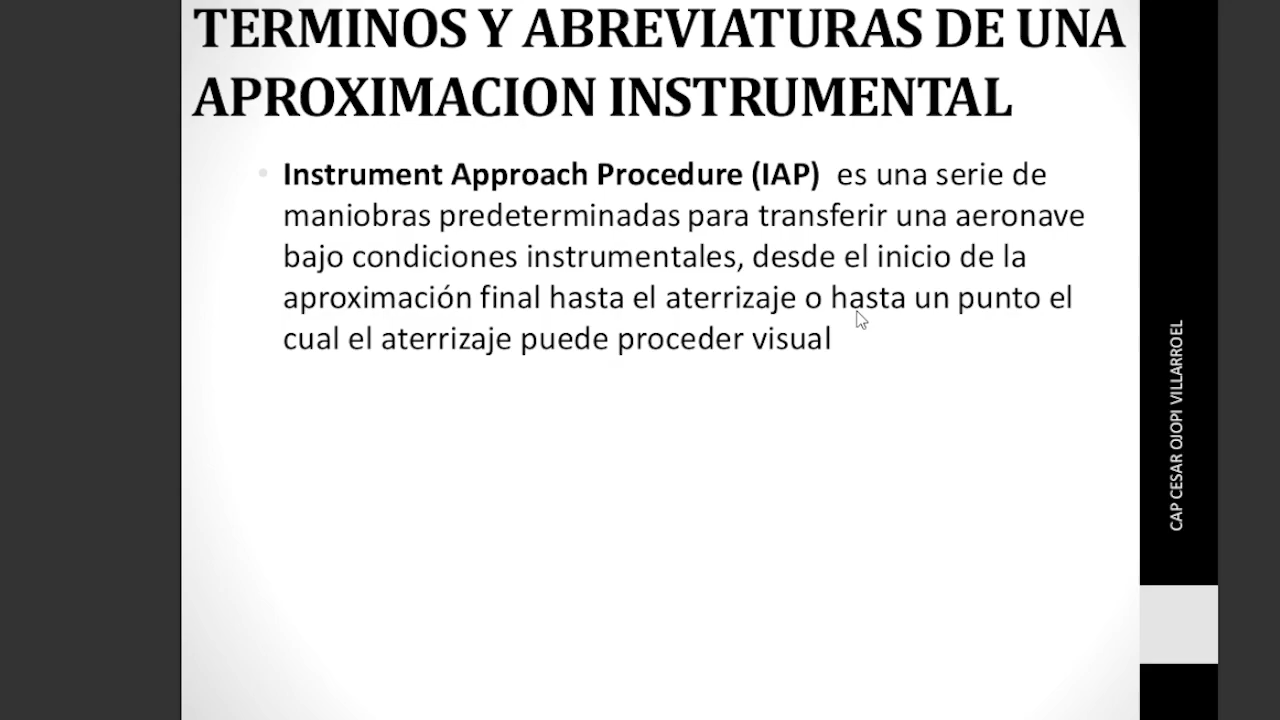 TERMINOS Y ABREVIATURAS DE UNA
APROXIMACION INSTRUMENTAL
Instrument Approach Procedure (IAP) es una serie de
maniobras predeterminadas para transferir una aeronave
bajo condiciones instrumentales, desde el inicio de la
aproximación final hasta el aterrizaje o hasta un punto el
cual el aterrizaje puede proceder visual
CAP CESAR OJOPI VILLARROEL